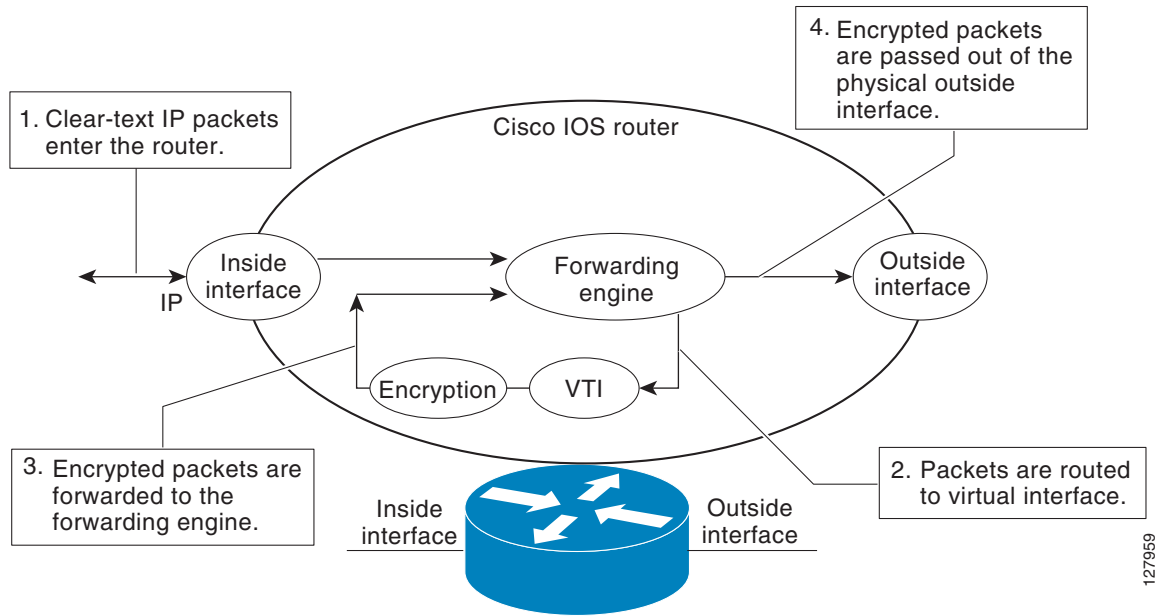 1. Clear-text IP packets
enter the router.
4. Encrypted packets
are passed out of the
physical outside
interface.
Cisco IOS router
Inside
interface
IP
Forwarding
engine
Outside
interface
Encryption
VTI
3. Encrypted packets are
forwarded to the
forwarding engine.
2. Packets are routed
to virtual interface.
Inside
interface
Outside
interface
127959